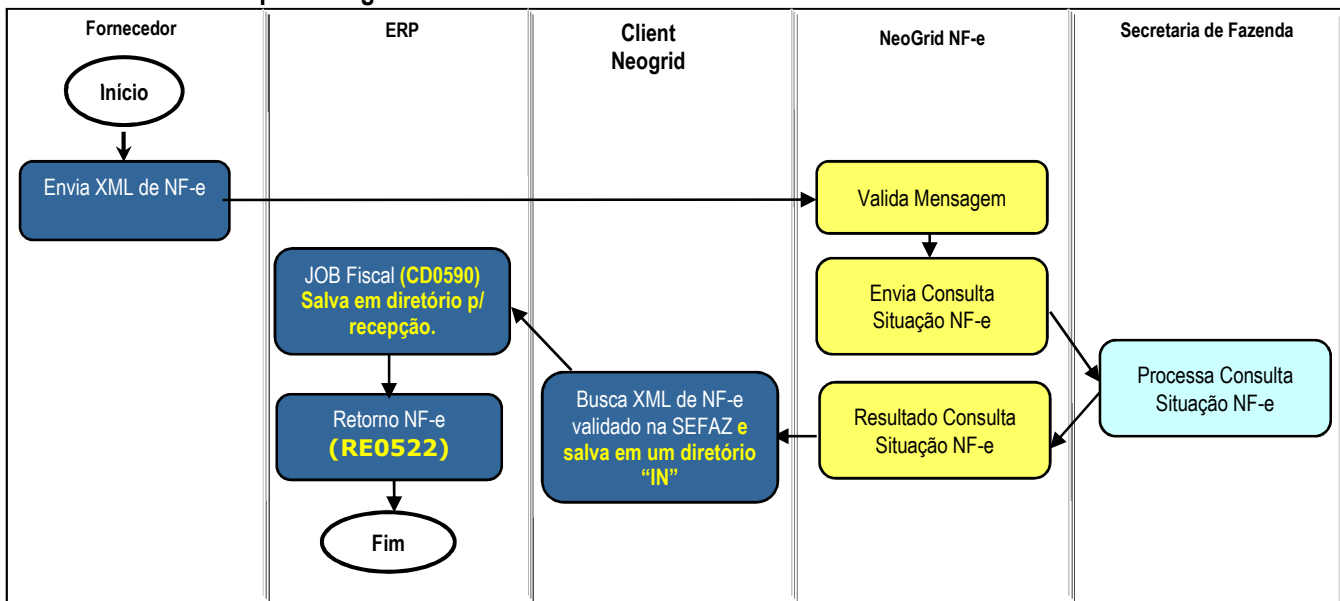 Fornecedor
ERP
Client
Neogrid
NeoGrid NF-e
Secretaria de Fazenda
Início
Envia XML de NF-e
Valida Mensagem
JOB Fiscal (CD0590)
Salva em diretório p/
recepção.
Envia Consulta
Situação NF-e
Processa Consulta
Situação NF-e
Retorno NF-e
(RE0522)
Busca XML de NF-e
validado na SEFAZ e
salva em um diretório
“IN”
Resultado Consulta
Situação NF-e
Fim